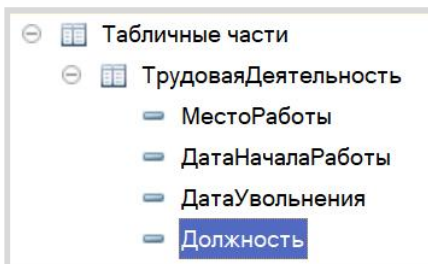 Табличные части
ТрудоваяДеятельность
МестоРаботы
ДатаНачалаРаботы
ДатаУвольнения
Должность